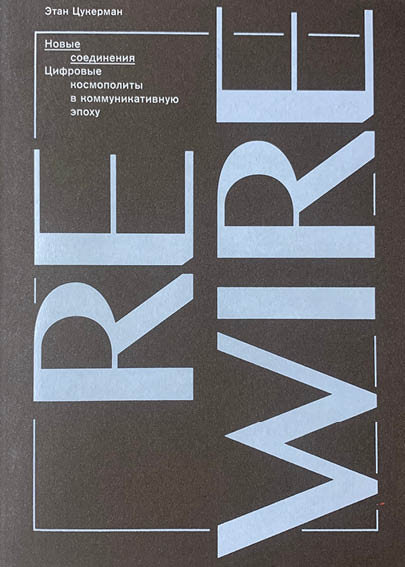 Этан Цукерман
Новые
соединения
Цифровые
космополиты
в коммуникативную
эпоху
RE
WIRE